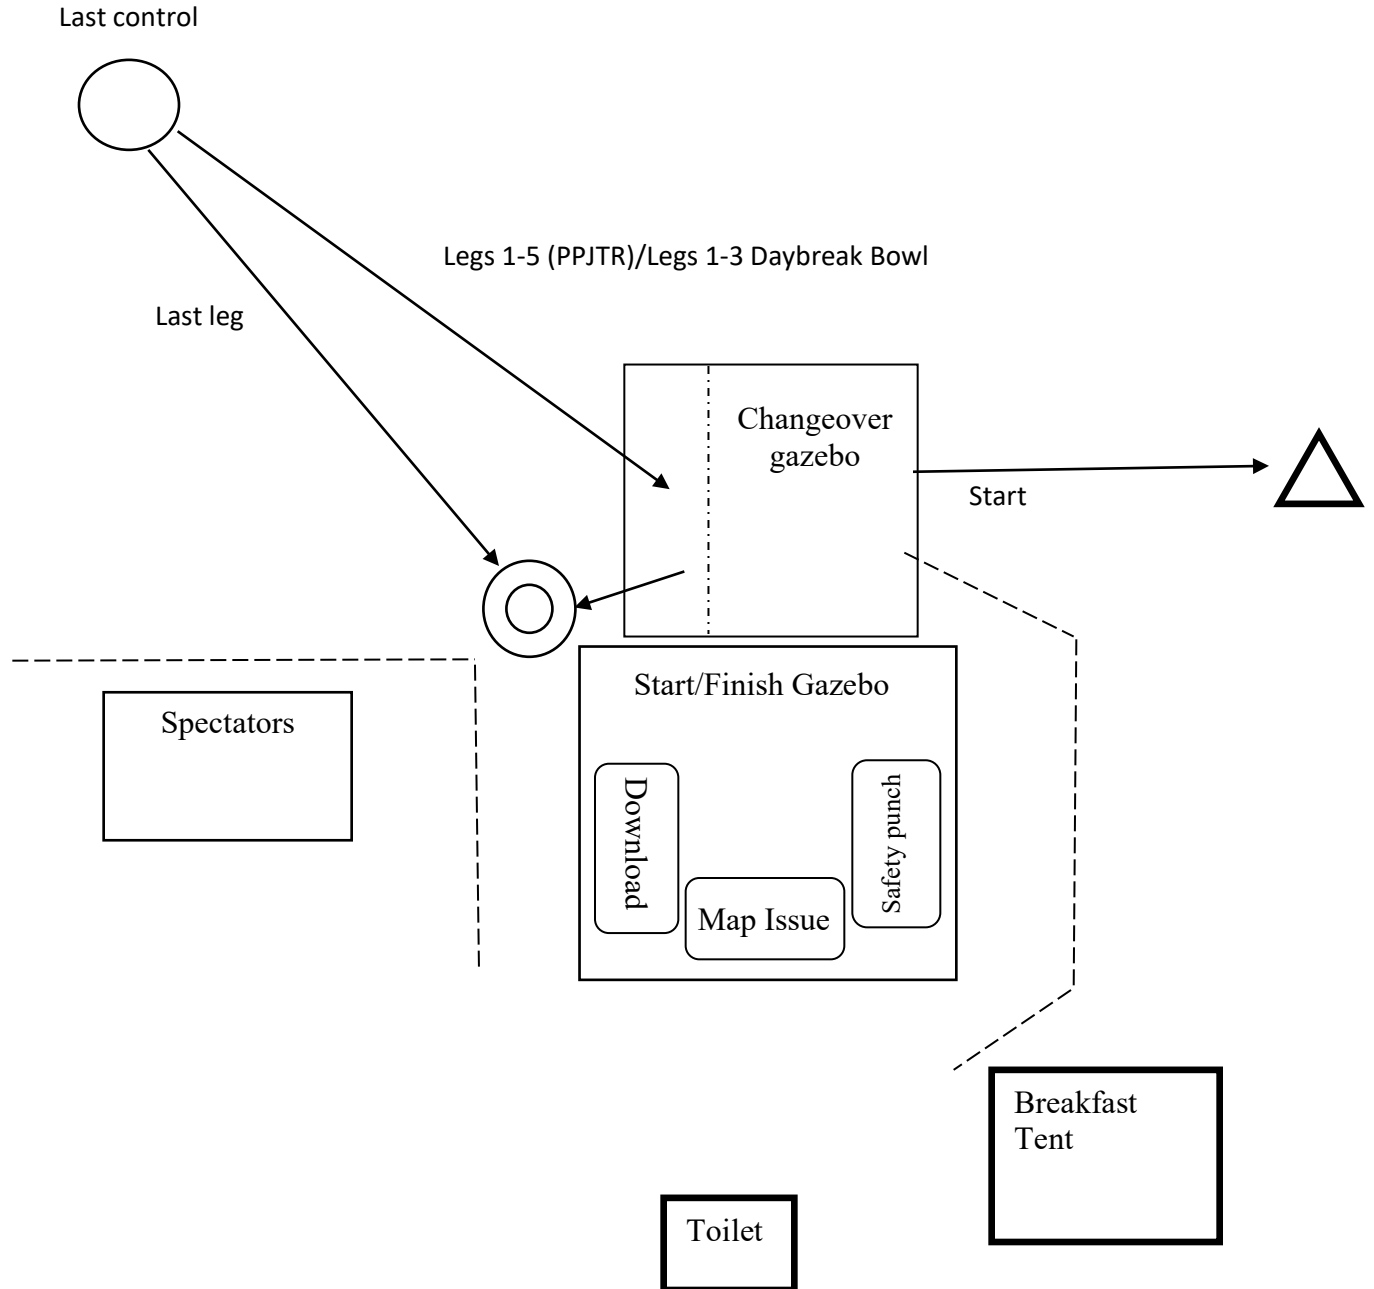 Last control
Legs 1-5 (PPJTR)/Legs 1-3 Daybreak Bowl
Last leg
Changeover
gazebo
Start
Start/Finish Gazebo
Spectators
Download
Safety punch
Map Issue
Breakfast
Tent
Toilet